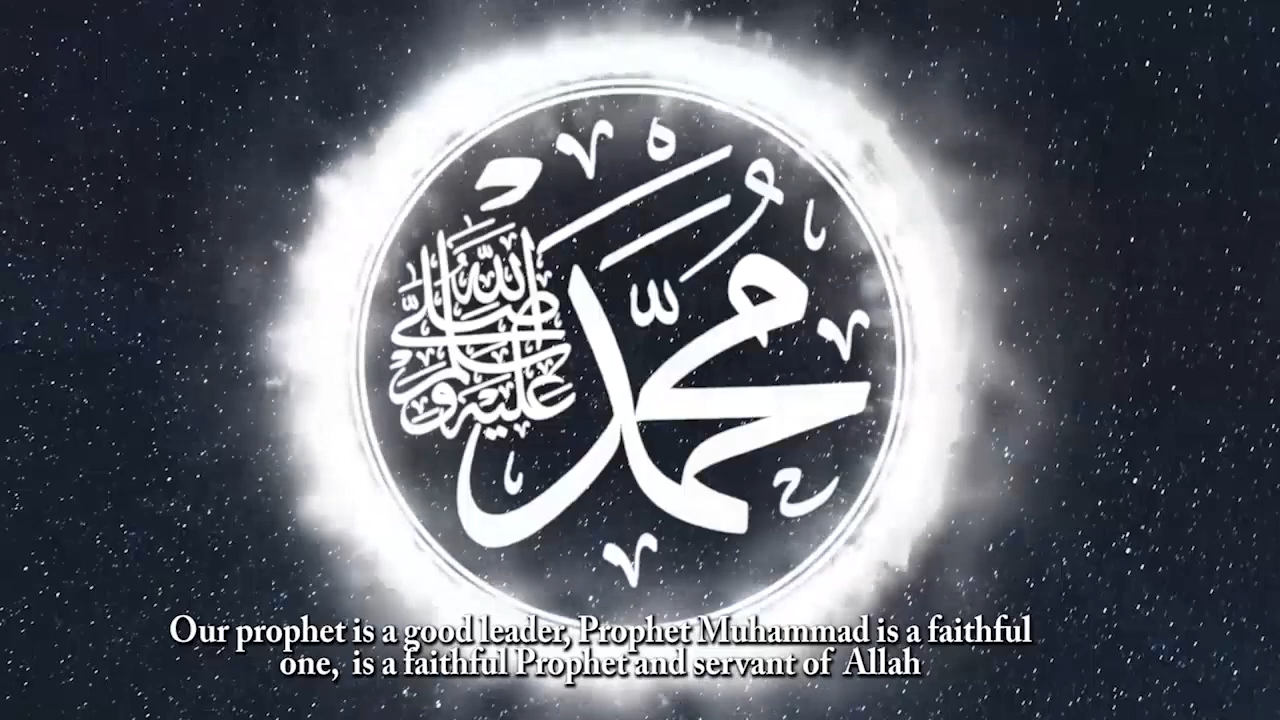 محمد
صلى الله عليه وسلم
Our prophet is a good leader, Prophet Muhammad is a faithful
one, is a faithful Prophet and servant of Allah